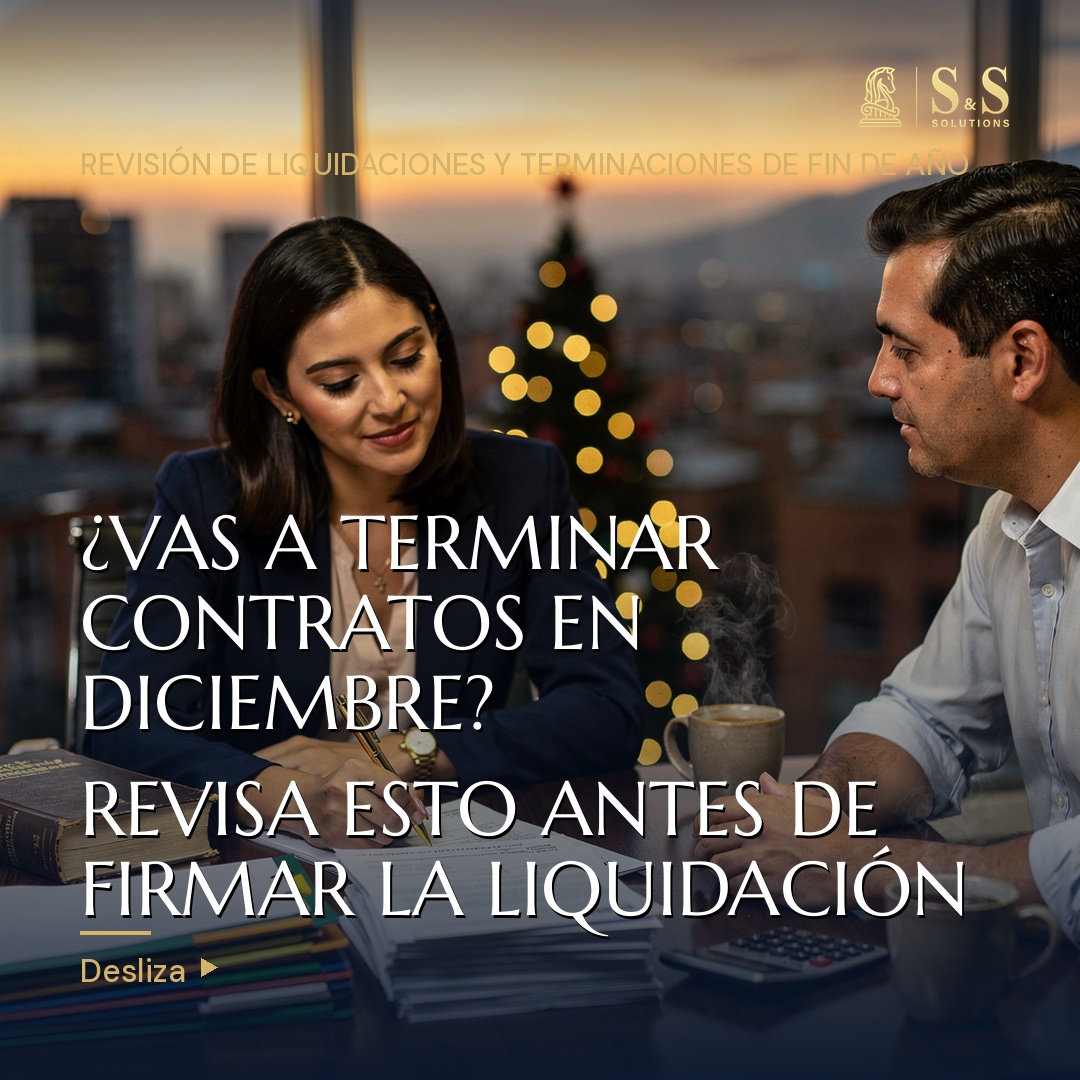 S&S
SOLUTIONS
REVISIÓN DE LIQUIDACIONES Y TERMINACIONES DE FIN DE AÑO
¿VAS A TERMINAR
CONTRATOS EN
DICIEMBRE?
REVISA ESTO ANTES DE
FIRMAR LA LIQUIDACIÓN
Desliza